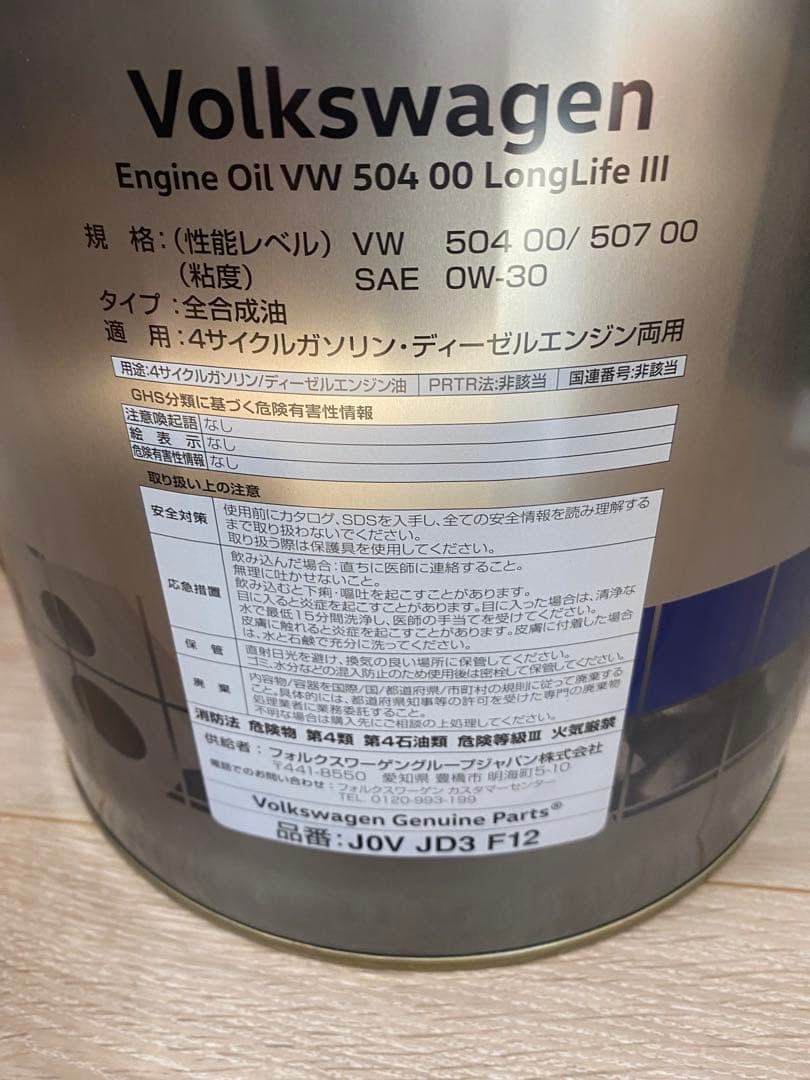 Volkswagen
Engine Oil VW 504 00 LongLife III
規 格:(性能レベル) VW 504 00/ 507 00
(粘度) SAE 0W-30
タイプ:全合成油
適 用:4サイクルガソリン・ディーゼルエンジン両用
用途:4サイクルガソリン/ディーゼルエンジン油 PRTR法:非該当 国連番号:非該当
GHS分類に基づく危険有害性情報
注意喚起語 なし
絵 表 示 なし
危険有害性情報 なし
取り扱い上の注意
安全対策
使用前にカタログ、SDSを入手し、全ての安全情報を読み理解する
まで取り扱わないでください。
取り扱う際は保護具を使用してください。
応急措置
飲み込んだ場合:直ちに医師に連絡すること。
無理に吐かせないこと。
飲み込むと下痢・嘔吐を起こすことがあります。
目に入ると炎症を起こすことがあります。目に入った場合は、清浄な
水で最低15分間洗浄し、医師の手当てを受けてください。
皮膚に触れると炎症を起こすことがあります。皮膚に付着した場合
は、水と石鹸で充分に洗ってください。
保 管
直射日光を避け、換気の良い場所に保管してください。
ゴミ、水分などの混入防止のため使用後は密栓して保管してください。
廃 棄
内容物/容器を国際/国/都道府県/市町村の規則に従って廃棄する
こと。具体的には、都道府県知事等の許可を受けた専門の廃棄物
処理業者に業務委託すること。
不明な場合は購入先にご相談の上処理してください。
消防法 危険物 第4類 第4石油類 危険等級Ⅲ 火気厳禁
供給者:フォルクスワーゲングループジャパン株式会社
〒441-8550 愛知県 豊橋市 明海町5-10
電話でのお問い合わせ:フォルクスワーゲン カスタマーセンター
TEL 0120-993-199
Volkswagen Genuine Parts®
品番:J0V JD3 F12